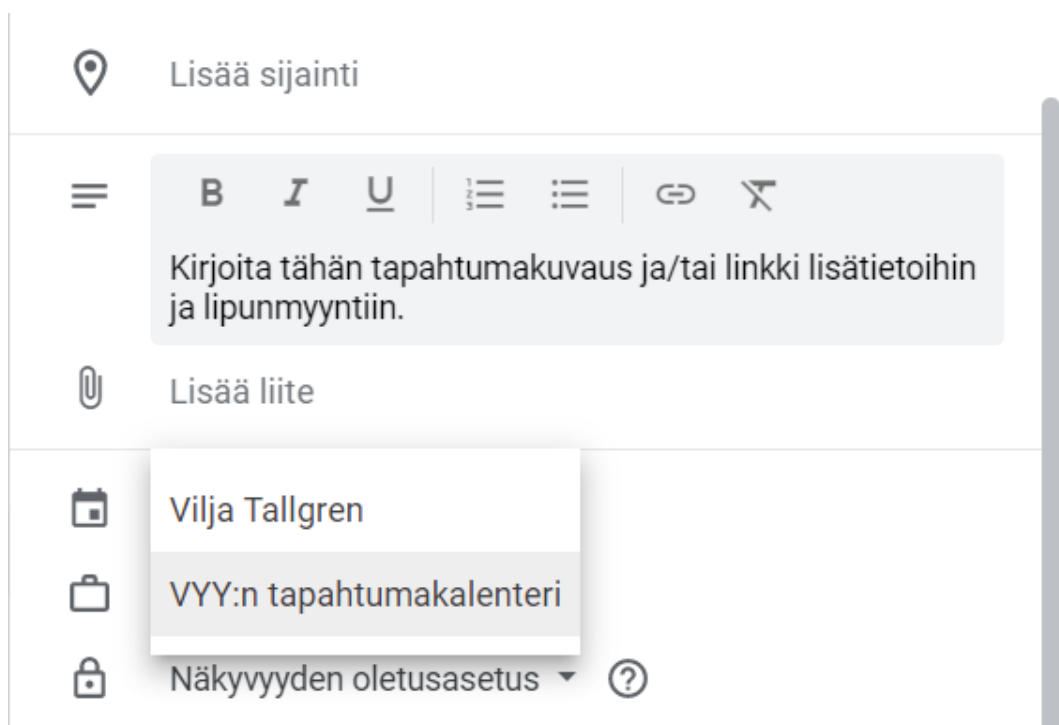 Lisää sijainti
B I U
Kirjoita tähän tapahtumakuvaus ja/tai linkki lisätietoihin
ja lipunmyyntiin.
Lisää liite
Vilja Tallgren
VYY:n tapahtumakalenteri
Näkyvyyden oletusasetus